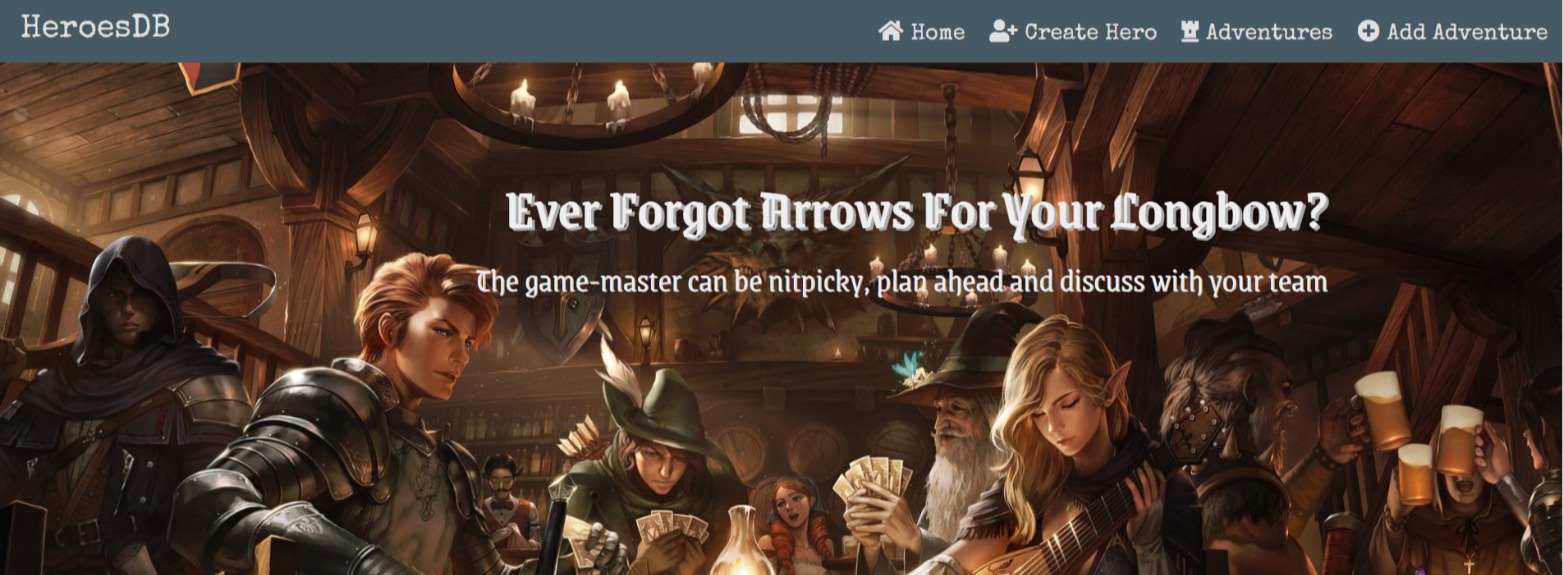 HeroesDB
Home Create Hero Adventures Add Adventure
Ever Forgot Arrows For Your Longbow?
The game-master can be nitpicky, plan ahead and discuss with your team